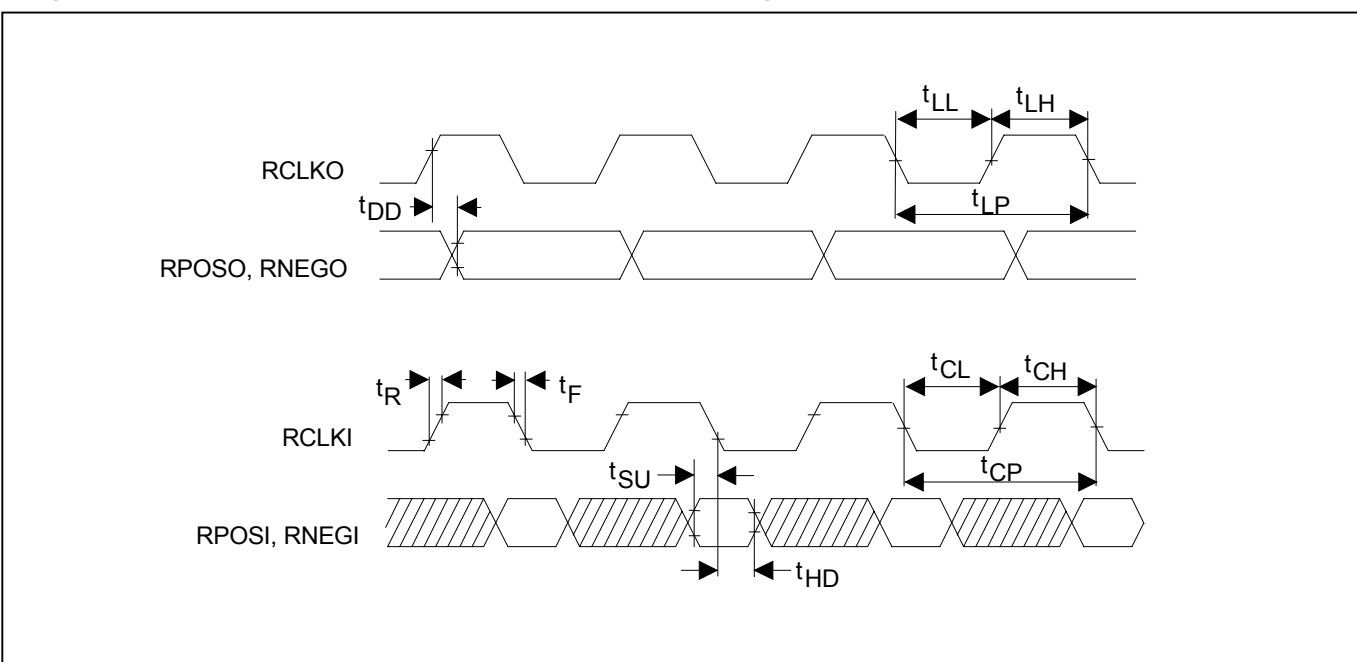 tLL
tLH
RCLKO
tLP
tDD
RPOSO, RNEGO
tCL
tCH
tR
tF
RCLKI
tSU
tCP
RPOSI, RNEGI
tHD